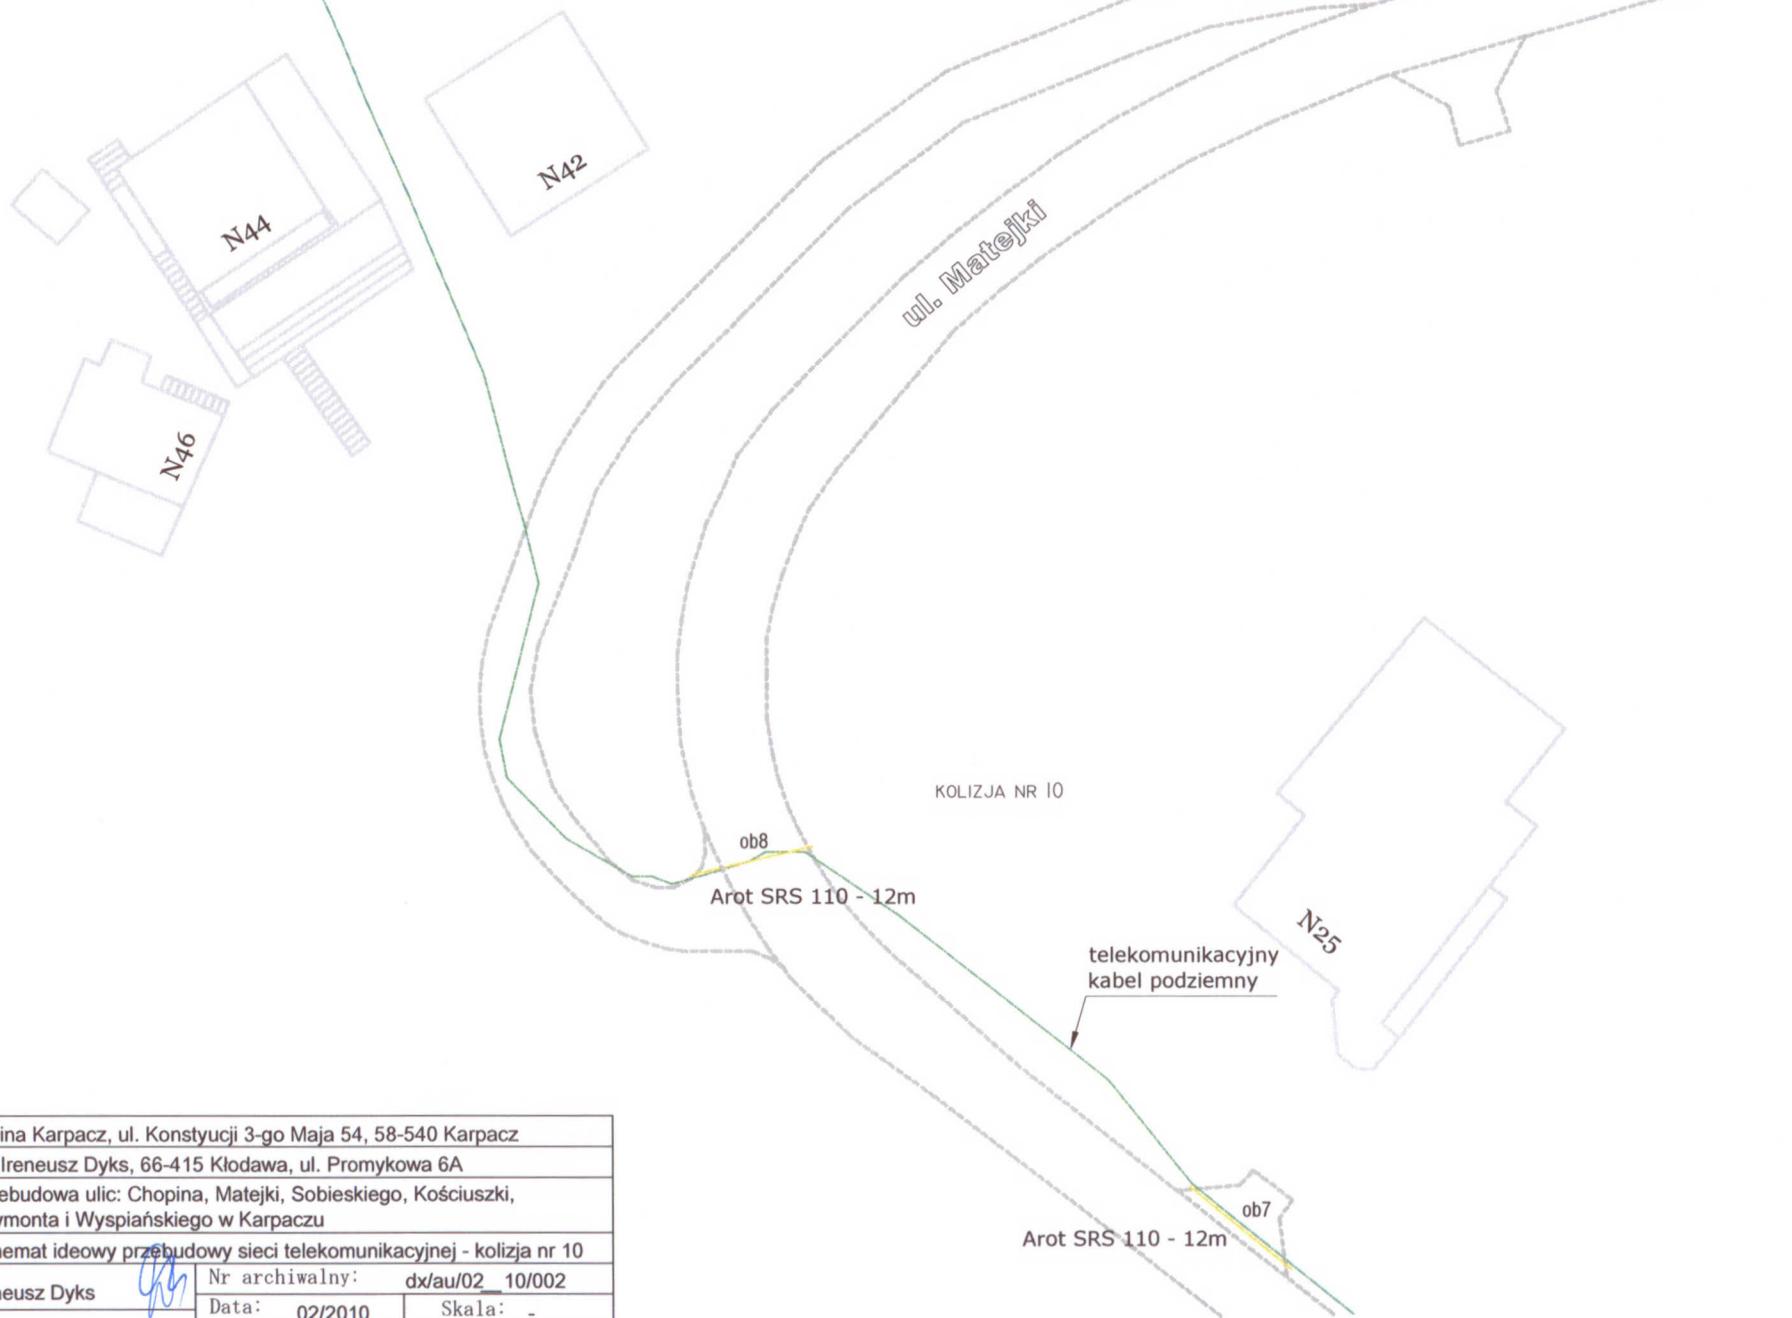 N42
N44
ul. Matejki
N46
KOLIZJA NR 10
ob8
Arot SRS 110 - 12m
N25
telekomunikacyjny
kabel podziemny
ob7
Arot SRS 110 - 12m
ina Karpacz, ul. Konstyucji 3-go Maja 54, 58-540 Karpacz
Ireneusz Dyks, 66-415 Kłodawa, ul. Promykowa 6A
ebudowa ulic: Chopina, Matejki, Sobieskiego, Kościuszki,
ymonta i Wyspiańskiego w Karpaczu
emat ideowy przebudowy sieci telekomunikacyjnej - kolizja nr 10
eusz Dyks
Nr archiwalny: dx/au/02__10/002
Data: 02/2010 Skala: -